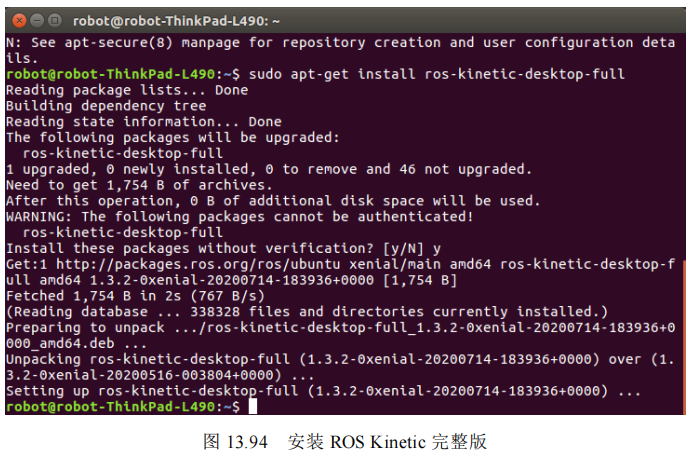 robot@robot-ThinkPad-L490: ~
N: See apt-secure(8) manpage for repository creation and user configuration deta
ils.
robot@robot-ThinkPad-L490:~$ sudo apt-get install ros-kinetic-desktop-full
Reading package lists... Done
Building dependency tree
Reading state information... Done
The following packages will be upgraded:
  ros-kinetic-desktop-full
1 upgraded, 0 newly installed, 0 to remove and 46 not upgraded.
Need to get 1,754 B of archives.
After this operation, 0 B of additional disk space will be used.
WARNING: The following packages cannot be authenticated!
  ros-kinetic-desktop-full
Install these packages without verification? [y/N] y
Get:1 http://packages.ros.org/ros/ubuntu xenial/main amd64 ros-kinetic-desktop-f
ull amd64 1.3.2-0xenial-20200714-183936+0000 [1,754 B]
Fetched 1,754 B in 2s (767 B/s)
(Reading database ... 338328 files and directories currently installed.)
Preparing to unpack .../ros-kinetic-desktop-full_1.3.2-0xenial-20200714-183936+0
000_amd64.deb ...
Unpacking ros-kinetic-desktop-full (1.3.2-0xenial-20200714-183936+0000) over (1.
3.2-0xenial-20200516-003804+0000) ...
Setting up ros-kinetic-desktop-full (1.3.2-0xenial-20200714-183936+0000) ...
robot@robot-ThinkPad-L490:~$
图 13.94 安装 ROS Kinetic 完整版